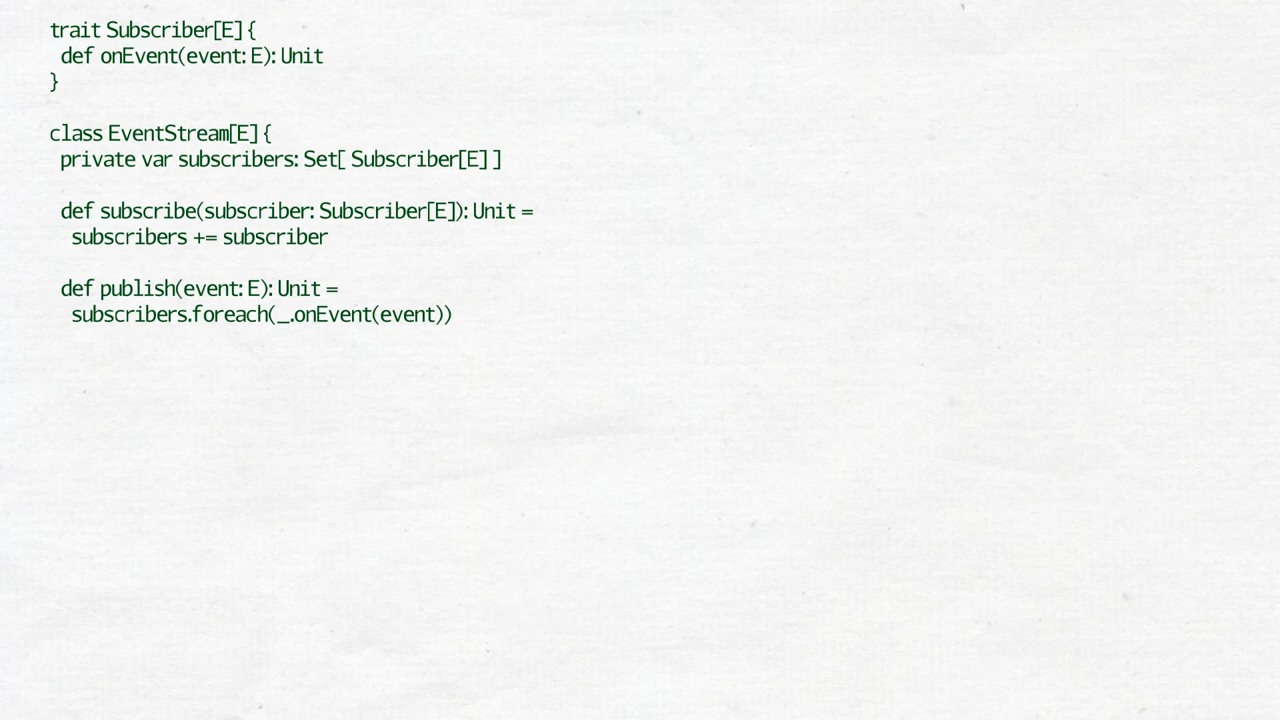 trait Subscriber[E] {
  def onEvent(event: E): Unit
}

class EventStream[E] {
  private var subscribers: Set[ Subscriber[E] ]

  def subscribe(subscriber: Subscriber[E]): Unit =
    subscribers += subscriber

  def publish(event: E): Unit =
    subscribers.foreach(_.onEvent(event))